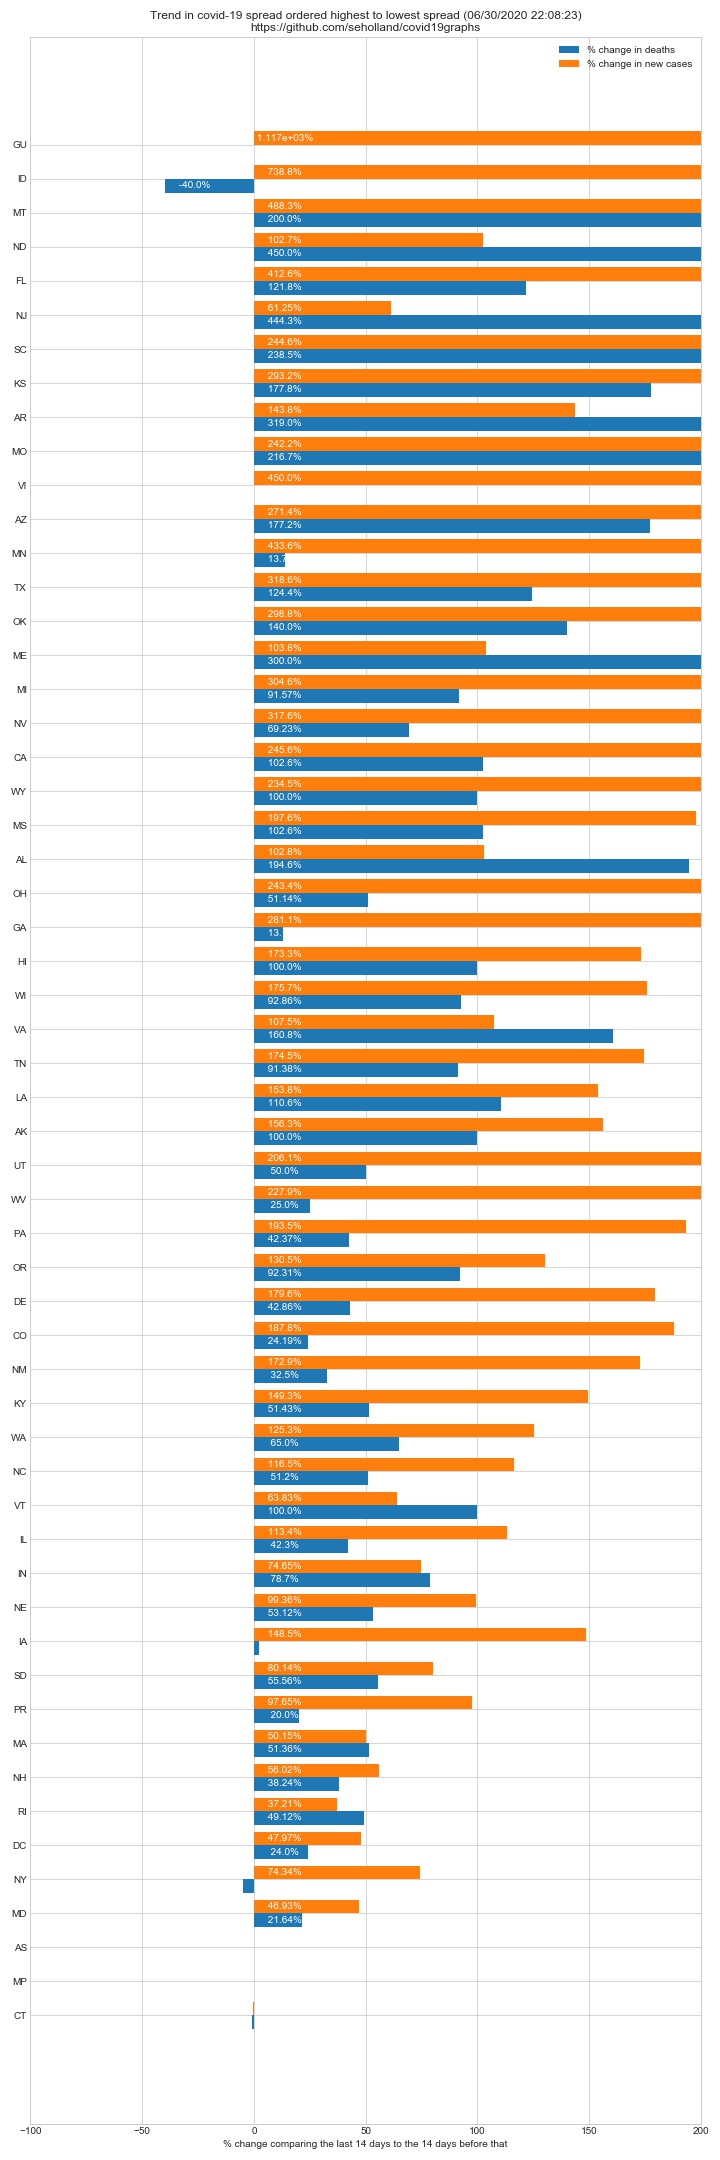 Trend in covid-19 spread ordered highest to lowest spread (06/30/2020 22:08:23)
https://github.com/seholland/covid19graphs
% change in deaths
% change in new cases
GU
1.117e+03%
ID
738.8%
-40.0%
MT
488.3%
200.0%
ND
102.7%
450.0%
FL
412.6%
121.8%
NJ
61.25%
444.3%
SC
244.6%
238.5%
KS
293.2%
177.8%
AR
143.8%
319.0%
MO
242.2%
216.7%
VI
450.0%
AZ
271.4%
177.2%
MN
433.6%
13.7
TX
318.6%
124.4%
OK
298.8%
140.0%
ME
103.8%
300.0%
MI
304.6%
91.57%
NV
317.6%
69.23%
CA
245.6%
102.6%
WY
234.5%
100.0%
MS
197.6%
102.6%
AL
102.8%
194.6%
OH
243.4%
51.14%
GA
281.1%
13.
HI
173.3%
100.0%
WI
175.7%
92.86%
VA
107.5%
160.8%
TN
174.5%
91.38%
LA
153.8%
110.6%
AK
156.3%
100.0%
UT
206.1%
50.0%
WV
227.9%
25.0%
PA
193.5%
42.37%
OR
130.5%
92.31%
DE
179.6%
42.86%
CO
187.8%
24.19%
NM
172.9%
32.5%
KY
149.3%
51.43%
WA
125.3%
65.0%
NC
116.5%
51.2%
VT
63.83%
100.0%
IL
113.4%
42.3%
IN
74.65%
78.7%
NE
99.36%
53.12%
IA
148.5%
SD
80.14%
55.56%
PR
97.65%
20.0%
MA
50.15%
51.36%
NH
56.02%
38.24%
RI
37.21%
49.12%
DC
47.97%
24.0%
NY
74.34%
MD
46.93%
21.64%
AS
MP
CT
−100 −50 0 50 100 150 200
% change comparing the last 14 days to the 14 days before that